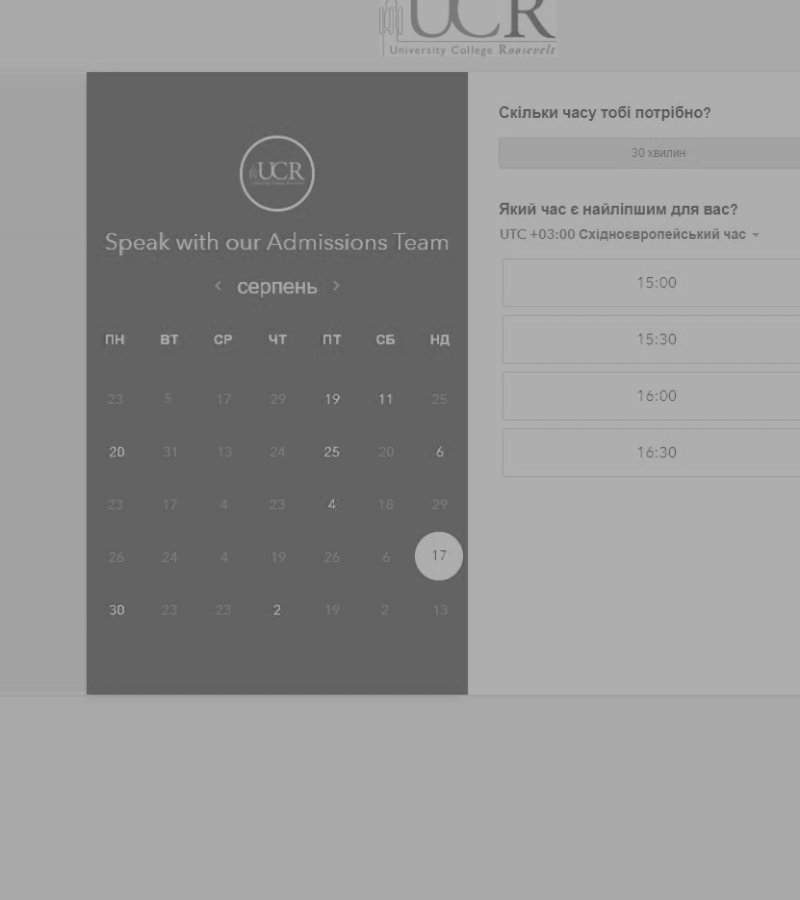 UCR
University College Roosevelt
UCR
Speak with our Admissions Team
серпень
ПН ВТ СР ЧТ ПТ СБ НД
23 5 17 29 19 11 25
20 31 13 24 25 20 6
23 17 4 23 4 18 29
26 24 4 19 26 6 17
30 23 23 2 19 2 13
Скільки часу тобі потрібно?
30 хвилин
Який час є найліпшим для вас?
UTC +03:00 Східноєвропейський час
15:00
15:30
16:00
16:30